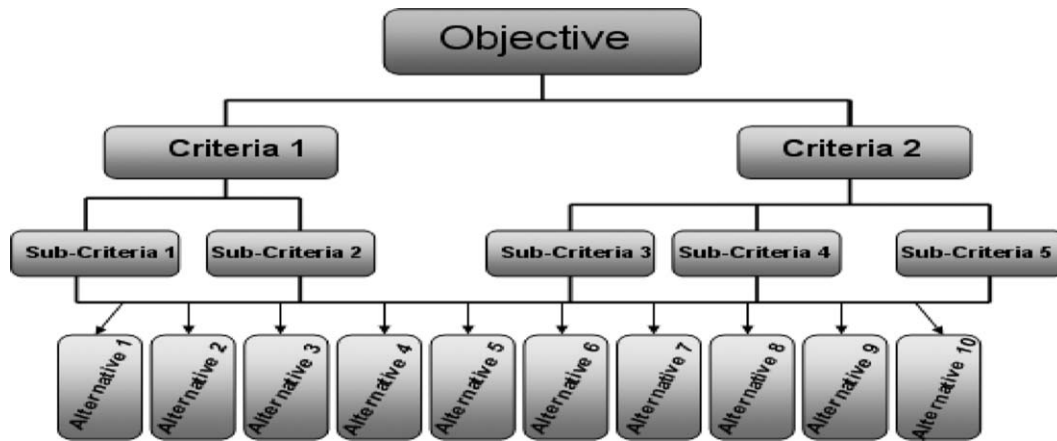 Objective
Criteria 1
Criteria 2
Sub-Criteria 1
Sub-Criteria 2
Sub-Criteria 3
Sub-Criteria 4
Sub-Criteria 5
Alternative 1
Alternative 2
Alternative 3
Alternative 4
Alternative 5
Alternative 6
Alternative 7
Alternative 8
Alternative 9
Alternative 10